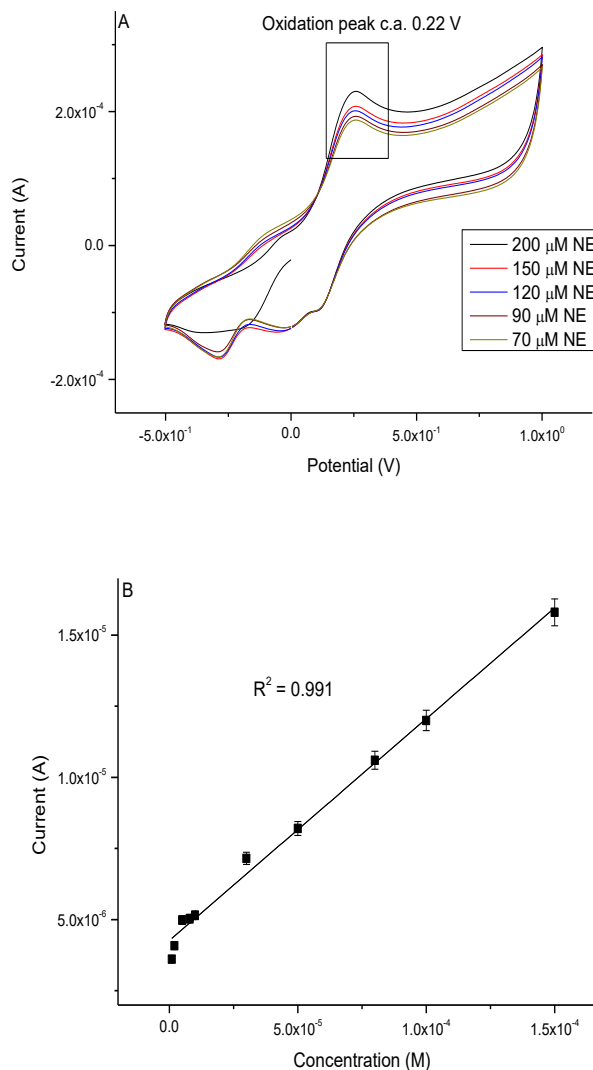 A
Oxidation peak c.a. 0.22 V
2.0x10⁻⁴
0.0
-2.0x10⁻⁴
Current (A)
200 μM NE
150 μM NE
120 μM NE
90 μM NE
70 μM NE
-5.0x10⁻¹ 0.0 5.0x10⁻¹ 1.0x10⁰
Potential (V)
B
1.5x10⁻⁵
R² = 0.991
1.0x10⁻⁵
5.0x10⁻⁶
Current (A)
0.0 5.0x10⁻⁵ 1.0x10⁻⁴ 1.5x10⁻⁴
Concentration (M)